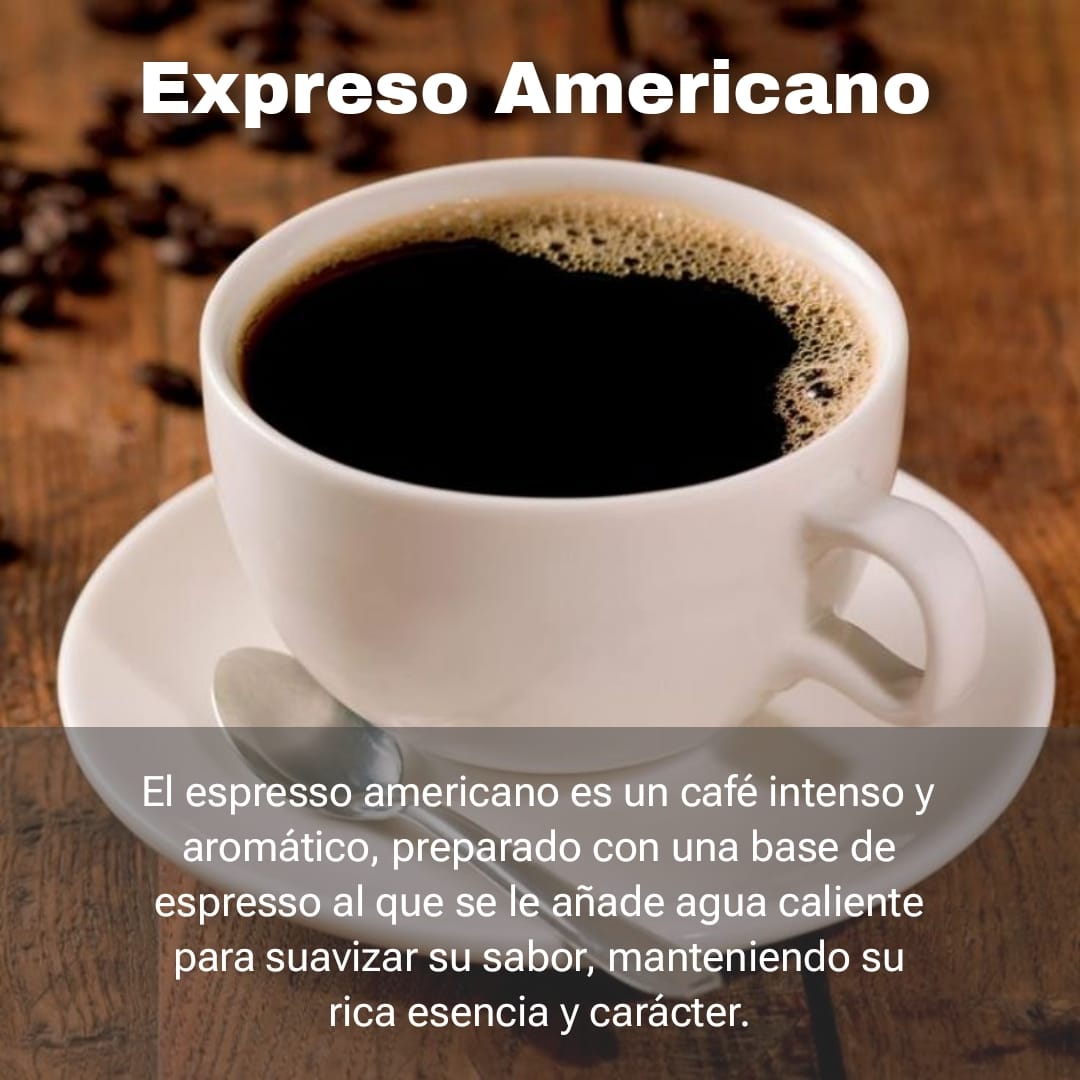 Expreso Americano
El espresso americano es un café intenso y
aromático, preparado con una base de
espresso al que se le añade agua caliente
para suavizar su sabor, manteniendo su
rica esencia y carácter.